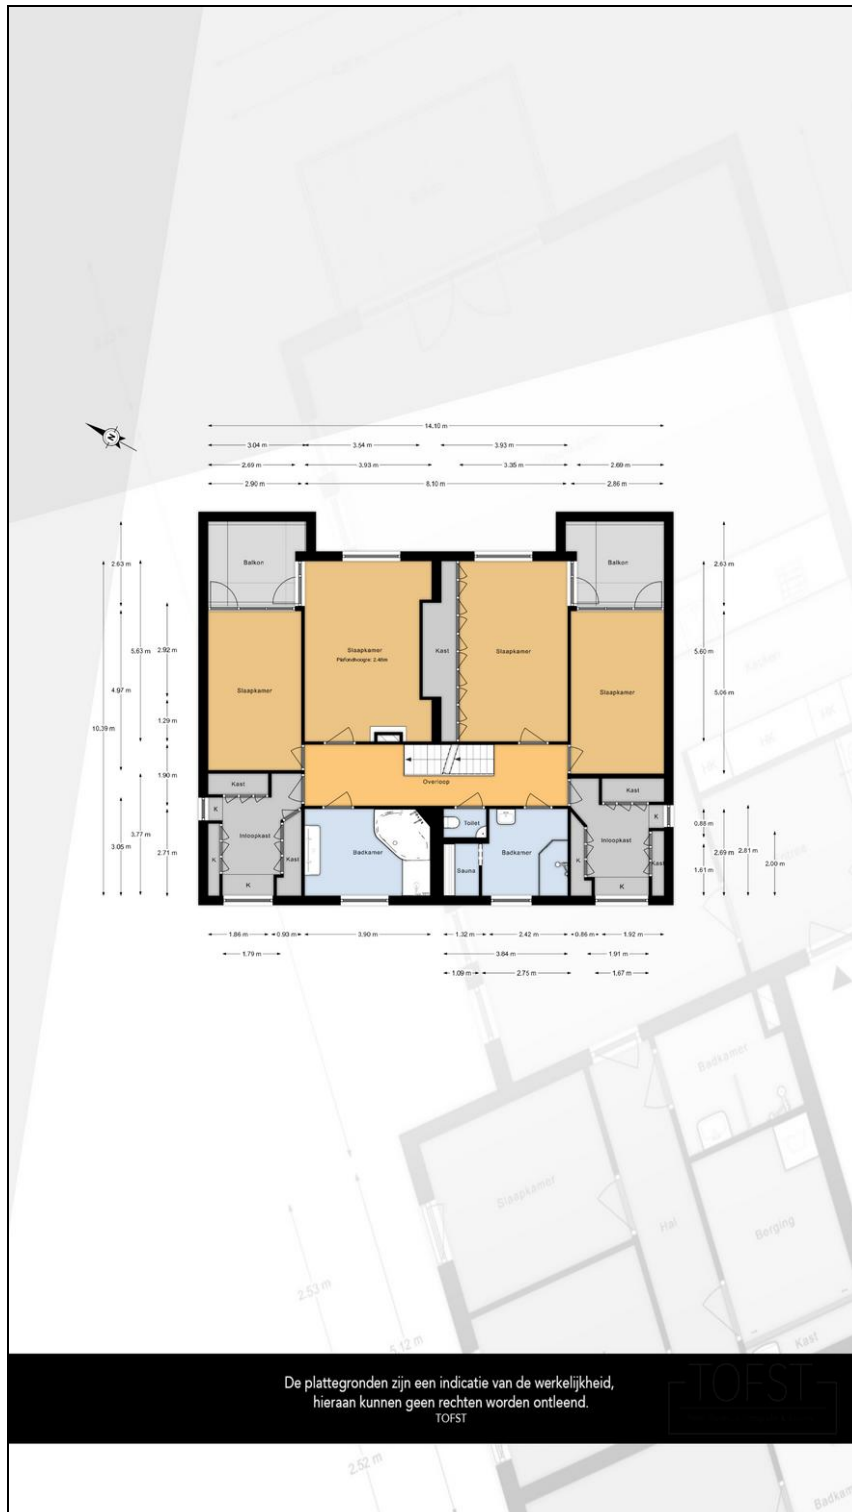 14.10 m
3.04 m 3.54 m 3.93 m
2.69 m 3.93 m 3.35 m 2.69 m
2.90 m 8.10 m 2.86 m
N
Balkon
Balkon
2.63 m
2.63 m
Slaapkamer
Plafondhoogte: 2.46m
Kast
Slaapkamer
5.63 m 2.92 m
5.60 m
4.97 m
Slaapkamer
Slaapkamer
5.06 m
1.29 m
10.39 m
1.90 m
Overloop
Kast
Kast
K
K
Toilet
0.88 m
3.77 m
Inloopkast
Inloopkast
3.05 m
2.71 m
Badkamer
Badkamer
2.69 m 2.81 m
K
Kast
K
Kast
2.00 m
Sauna
1.61 m
K
K
1.86 m 0.93 m 3.90 m 1.32 m 2.42 m 0.86 m 1.92 m
1.79 m 3.84 m 1.91 m
1.09 m 2.75 m 1.67 m
Badkamer
Slaapkamer
Hal
Berging
2.53 m
5.12 m
Kast
De plattegronden zijn een indicatie van de werkelijkheid,
hieraan kunnen geen rechten worden ontleend.
TOFST
TOFST
2.52 m